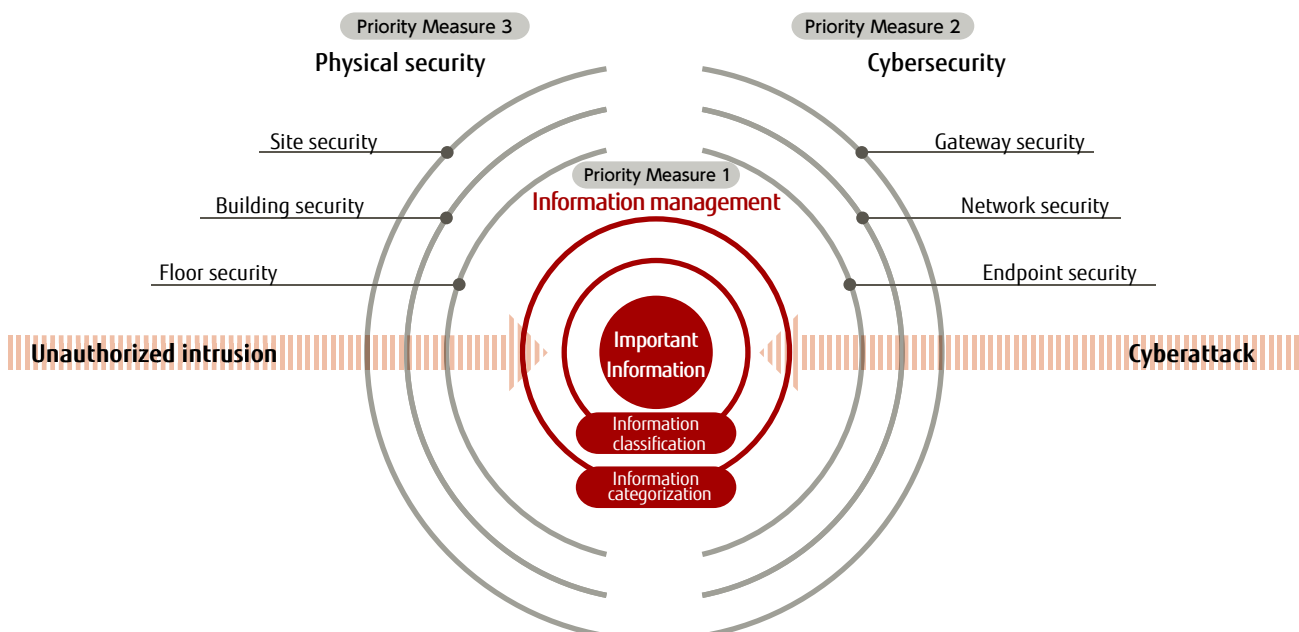 Priority Measure 3
Physical security
Priority Measure 2
Cybersecurity
Site security
Gateway security
Priority Measure 1
Information management
Building security
Network security
Floor security
Endpoint security
Unauthorized intrusion
Important
Information
Cyberattack
Information
classification
Information
categorization